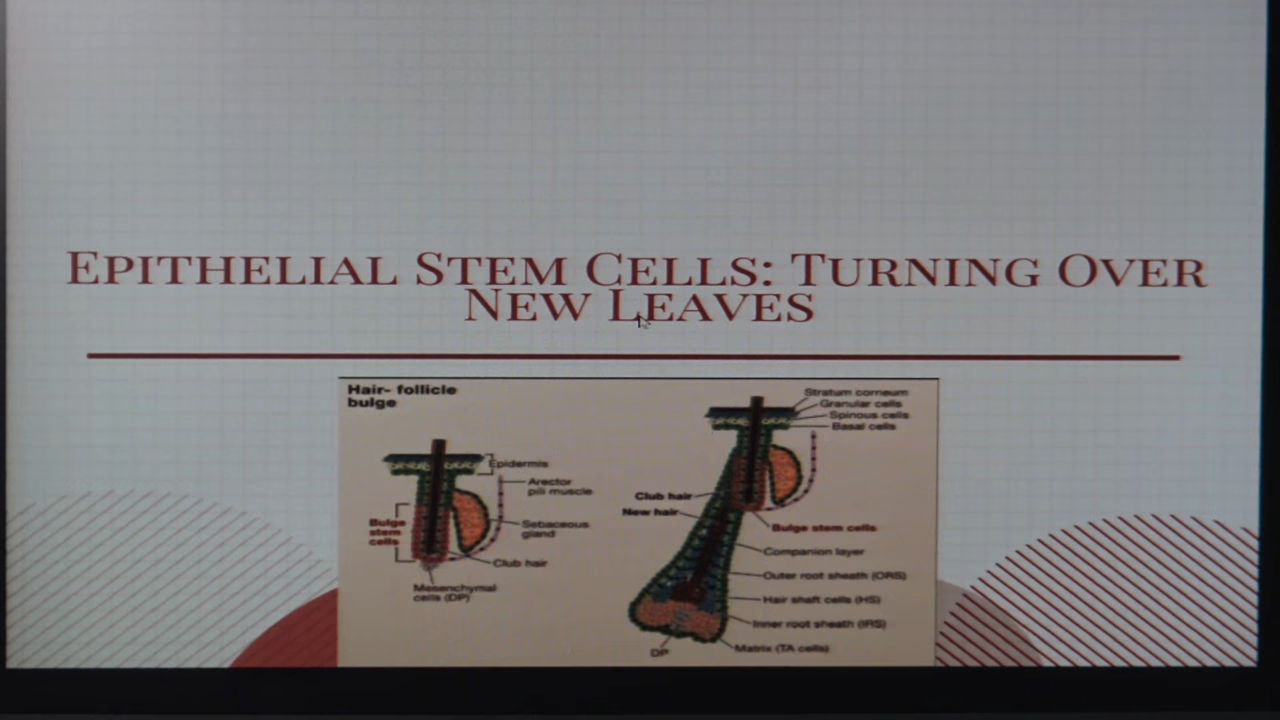 Epithelial Stem Cells: Turning Over
New Leaves
Hair- follicle
bulge
Epidermis
Arector
pili muscle
Bulge
stem
cells
Sebaceous
gland
Club hair
Mesenchymal
cells (DP)
Stratum corneum
Granular cells
Spinous cells
Basal cells
Club hair
New hair
Bulge stem cells
Companion layer
Outer root sheath (ORS)
Hair shaft cells (HS)
Inner root sheath (IRS)
Matrix (TA cells)
DP